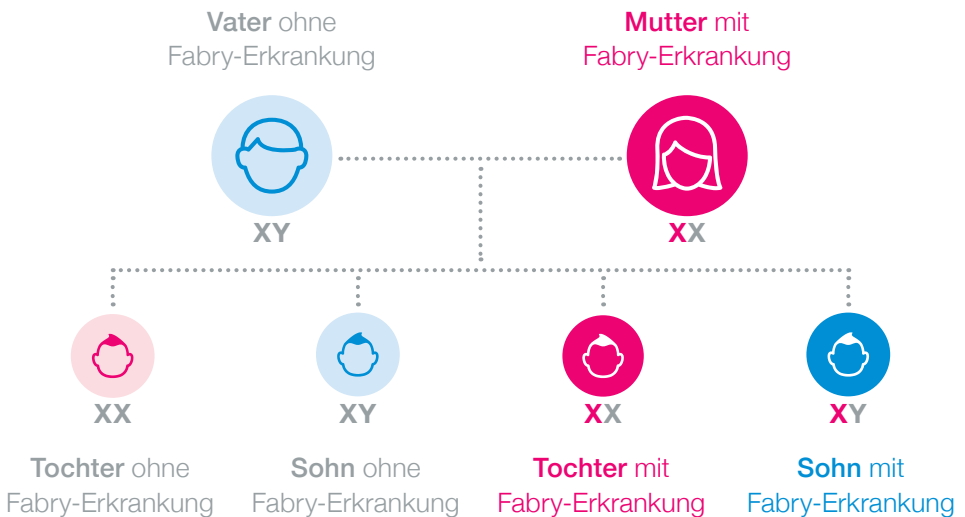 Vater ohne
Fabry-Erkrankung
Mutter mit
Fabry-Erkrankung
XY
XX
XX
XY
XX
XY
Tochter ohne
Fabry-Erkrankung
Sohn ohne
Fabry-Erkrankung
Tochter mit
Fabry-Erkrankung
Sohn mit
Fabry-Erkrankung